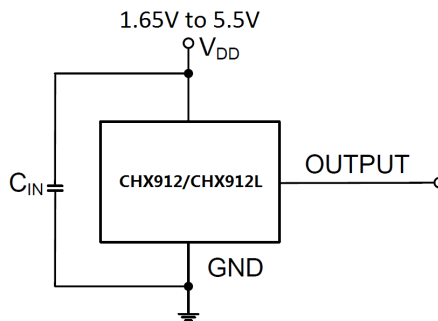 1.65V to 5.5V
VDD
CIN
CHX912/CHX912L
OUTPUT
GND